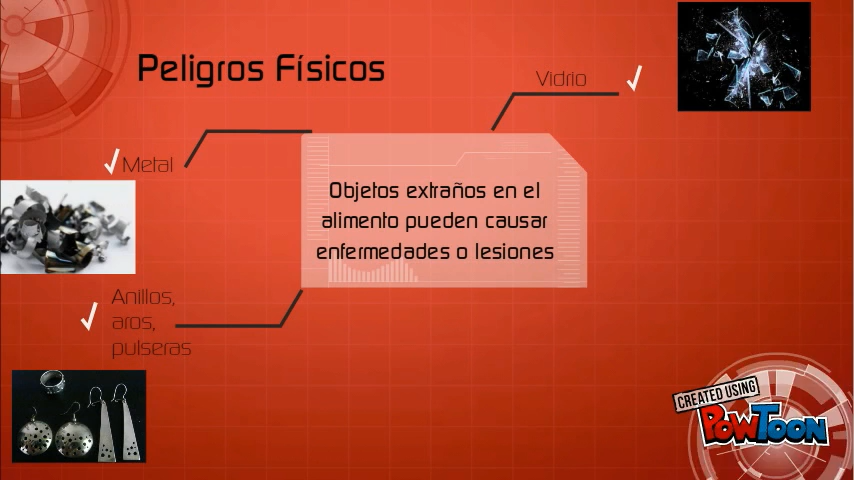 Peligros Físicos
Vidrio
Metal
Objetos extraños en el
alimento pueden causar
enfermedades o lesiones
Anillos,
aros,
pulseras
CREATED USING
POWTOON